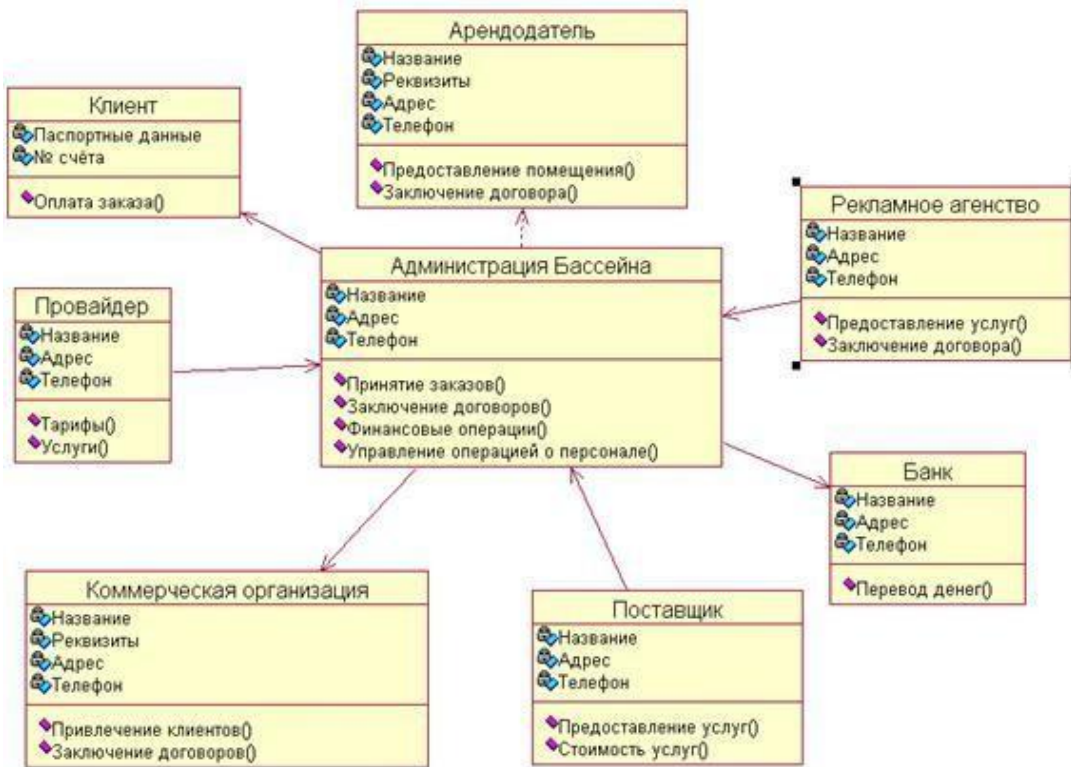 Арендодатель
Название
Реквизиты
Адрес
Телефон
Предоставление помещения()
Заключение договора()
Клиент
Паспортные данные
№ счёта
Оплата заказа()
Рекламное агенство
Название
Адрес
Телефон
Предоставление услуг()
Заключение договора()
Администрация Бассейна
Название
Адрес
Телефон
Принятие заказов()
Заключение договоров()
Финансовые операции()
Управление операцией о персонале()
Провайдер
Название
Адрес
Телефон
Тарифы()
Услуги()
Банк
Название
Адрес
Телефон
Перевод денег()
Коммерческая организация
Название
Реквизиты
Адрес
Телефон
Привлечение клиентов()
Заключение договоров()
Поставщик
Название
Адрес
Телефон
Предоставление услуг()
Стоимость услуг()